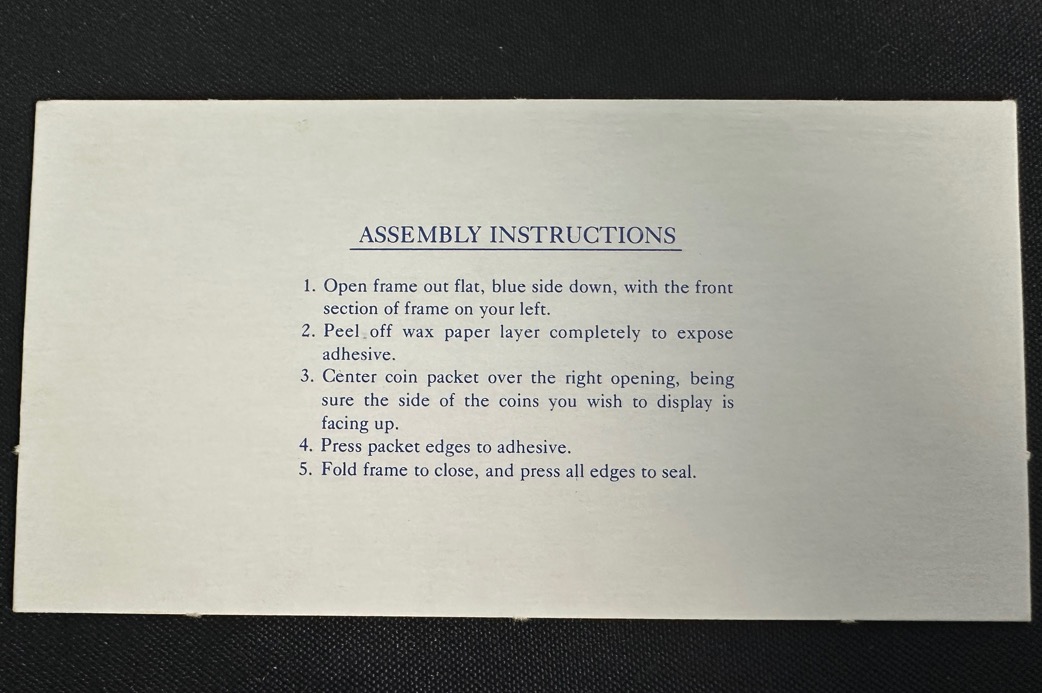 ASSEMBLY INSTRUCTIONS
1. Open frame out flat, blue side down, with the front
section of frame on your left.
2. Peel off wax paper layer completely to expose
adhesive.
3. Center coin packet over the right opening, being
sure the side of the coins you wish to display is
facing up.
4. Press packet edges to adhesive.
5. Fold frame to close, and press all edges to seal.